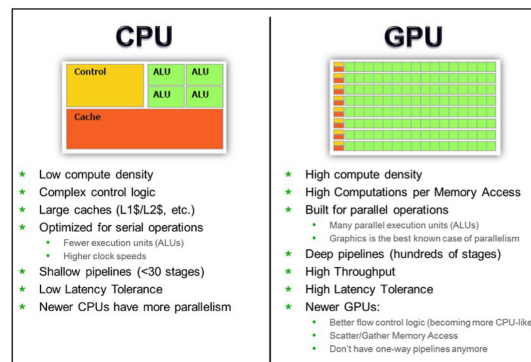 CPU
Control
ALU ALU
ALU ALU
Cache
* Low compute density
* Complex control logic
* Large caches (L1$/L2$, etc.)
* Optimized for serial operations
• Fewer execution units (ALUs)
• Higher clock speeds
* Shallow pipelines (<30 stages)
* Low Latency Tolerance
* Newer CPUs have more parallelism
GPU
* High compute density
* High Computations per Memory Access
* Built for parallel operations
• Many parallel execution units (ALUs)
• Graphics is the best known case of parallelism
* Deep pipelines (hundreds of stages)
* High Throughput
* High Latency Tolerance
* Newer GPUs:
• Better flow control logic (becoming more CPU-like
• Scatter/Gather Memory Access
• Don't have one-way pipelines anymore